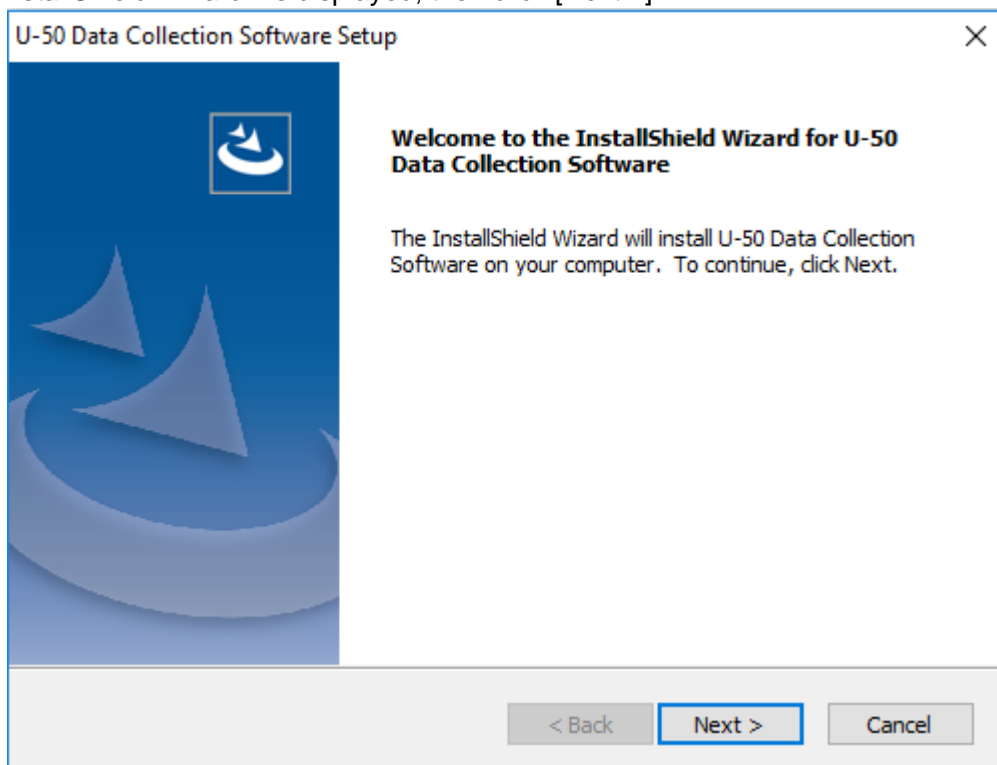 U-50 Data Collection Software Setup
Welcome to the InstallShield Wizard for U-50
Data Collection Software
The InstallShield Wizard will install U-50 Data Collection
Software on your computer. To continue, click Next.
< Back Next > Cancel